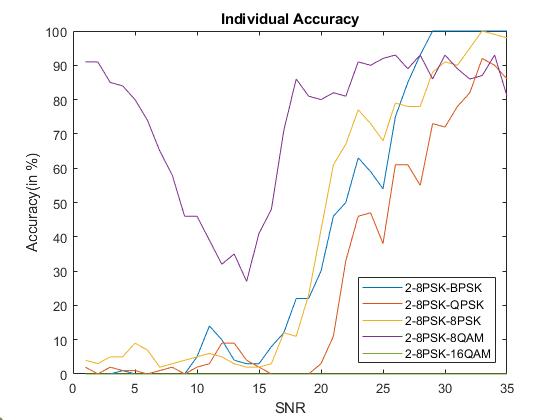 Individual Accuracy
100
90
80
70
60
50
40
30
20
10
0
Accuracy(in %)
2-8PSK-BPSK
2-8PSK-QPSK
2-8PSK-8PSK
2-8PSK-8QAM
2-8PSK-16QAM
0 5 10 15 20 25 30 35
SNR